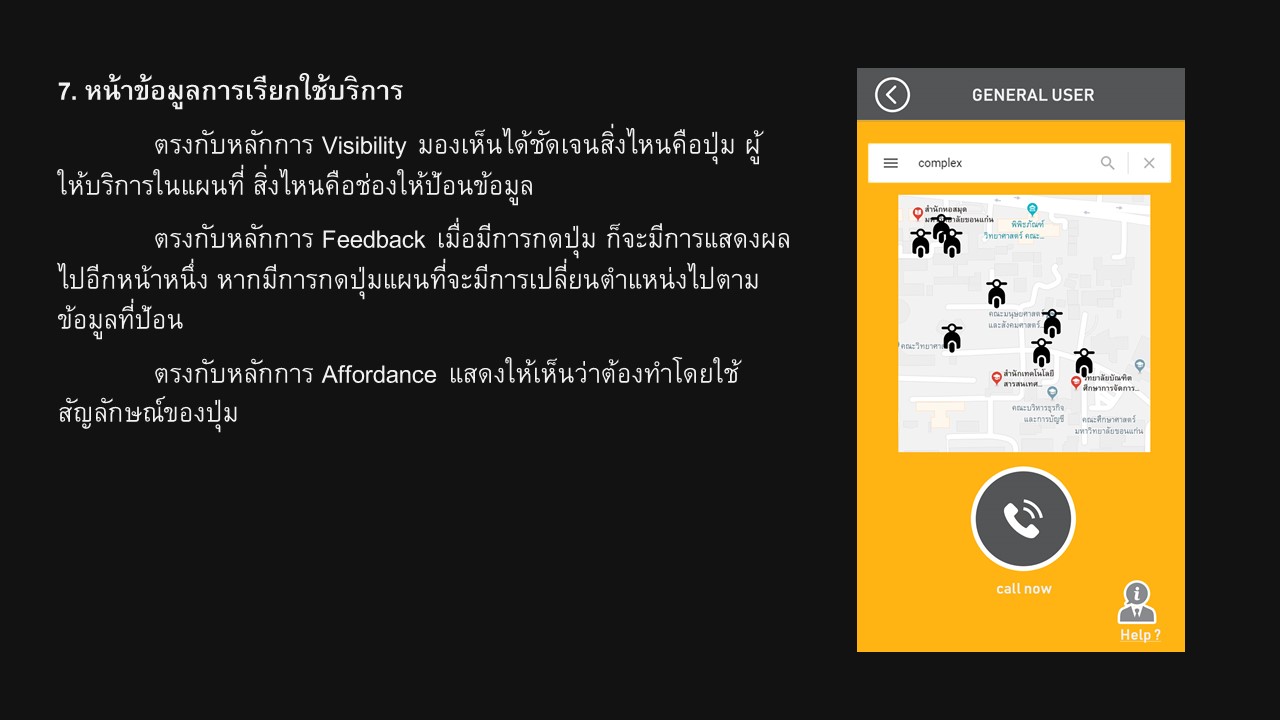 7. หน้าข้อมูลการเรียกใช้บริการ
ตรงกับหลักการ Visibility มองเห็นได้ชัดเจนสิ่งไหนคือปุ่ม ผู้
ให้บริการในแผนที่ สิ่งไหนคือช่องให้ป้อนข้อมูล
ตรงกับหลักการ Feedback เมื่อมีการกดปุ่ม ก็จะมีการแสดงผล
ไปอีกหน้าหนึ่ง หากมีการกดปุ่มแผนที่จะมีการเปลี่ยนตำแหน่งไปตาม
ข้อมูลที่ป้อน
ตรงกับหลักการ Affordance แสดงให้เห็นว่าต้องทำโดยใช้
สัญลักษณ์ของปุ่ม
GENERAL USER
complex
สำนักหอสมุด
พิพิธภัณฑ์
วิทยาศาสตร์ คณะ...
คณะมนุษยศาสต
และสังคมศาสตร์...
คณะวิทยาศา
สำนักเทคโนโลยี
สารสนเทศ...
วิทยาลัยบัณฑิต
ศึกษาการจัดการ...
คณะบริหารธุรกิจ
และการบัญชี
คณะศึกษาศาสตร์
มหาวิทยาลัยขอนแก่น
call now
Help ?